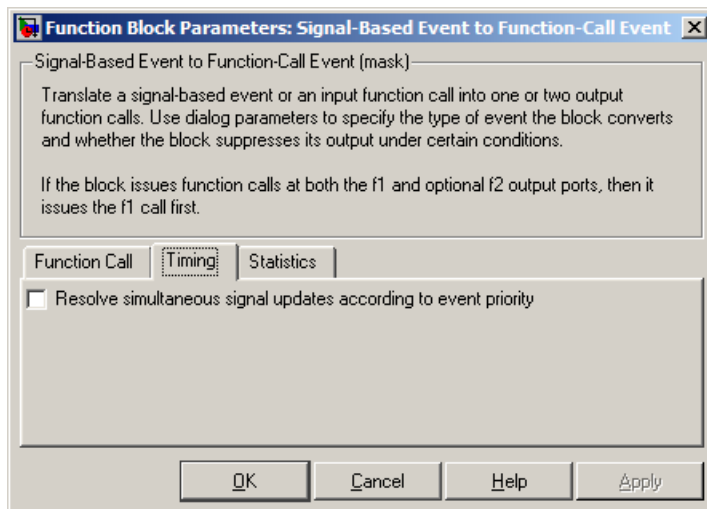 Function Block Parameters: Signal-Based Event to Function-Call Event
Signal-Based Event to Function-Call Event (mask)
Translate a signal-based event or an input function call into one or two output
function calls. Use dialog parameters to specify the type of event the block converts
and whether the block suppresses its output under certain conditions.
If the block issues function calls at both the f1 and optional f2 output ports, then it
issues the f1 call first.
Function Call Timing Statistics
Resolve simultaneous signal updates according to event priority
OK Cancel Help Apply